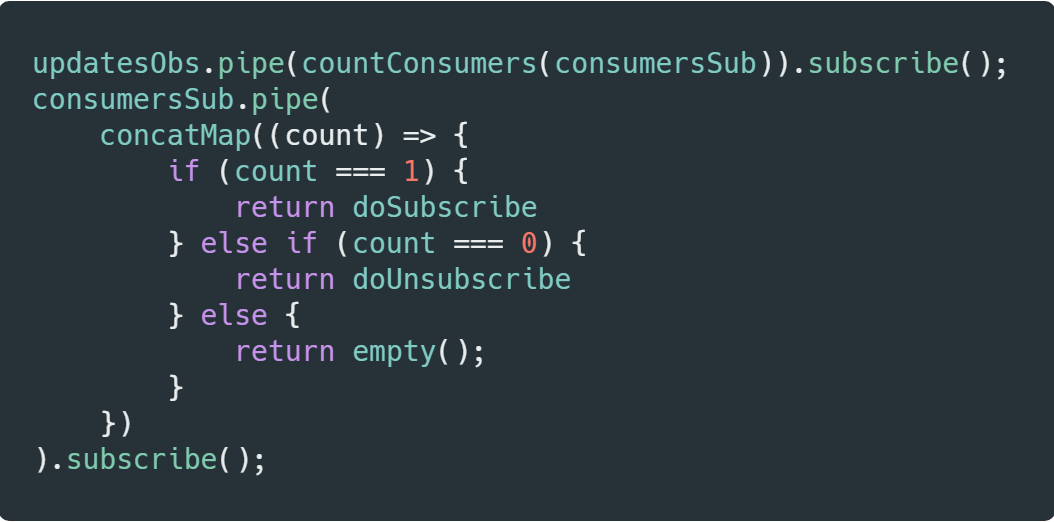 updatesObs.pipe(countConsumers(consumersSub)).subscribe();
consumersSub.pipe(
    concatMap((count) => {
        if (count === 1) {
            return doSubscribe
        } else if (count === 0) {
            return doUnsubscribe
        } else {
            return empty();
        }
    })
).subscribe();